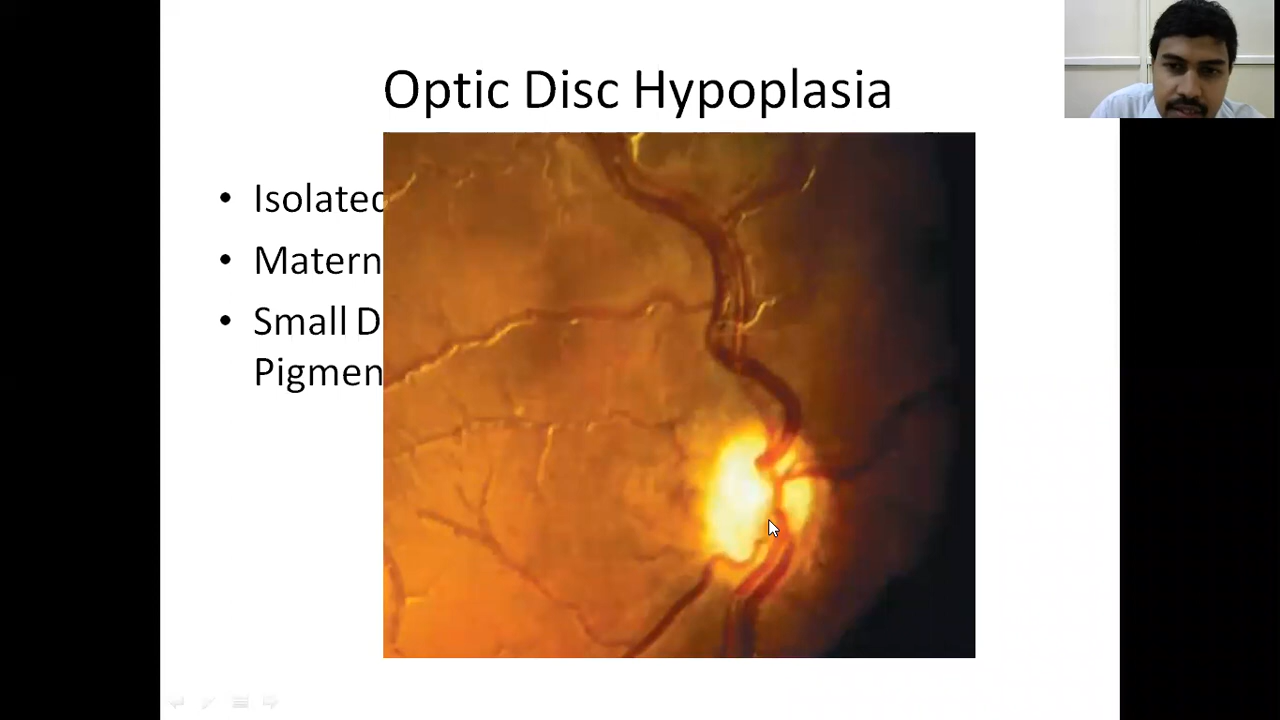 Optic Disc Hypoplasia
• Isolated
• Matern
• Small D
Pigmen